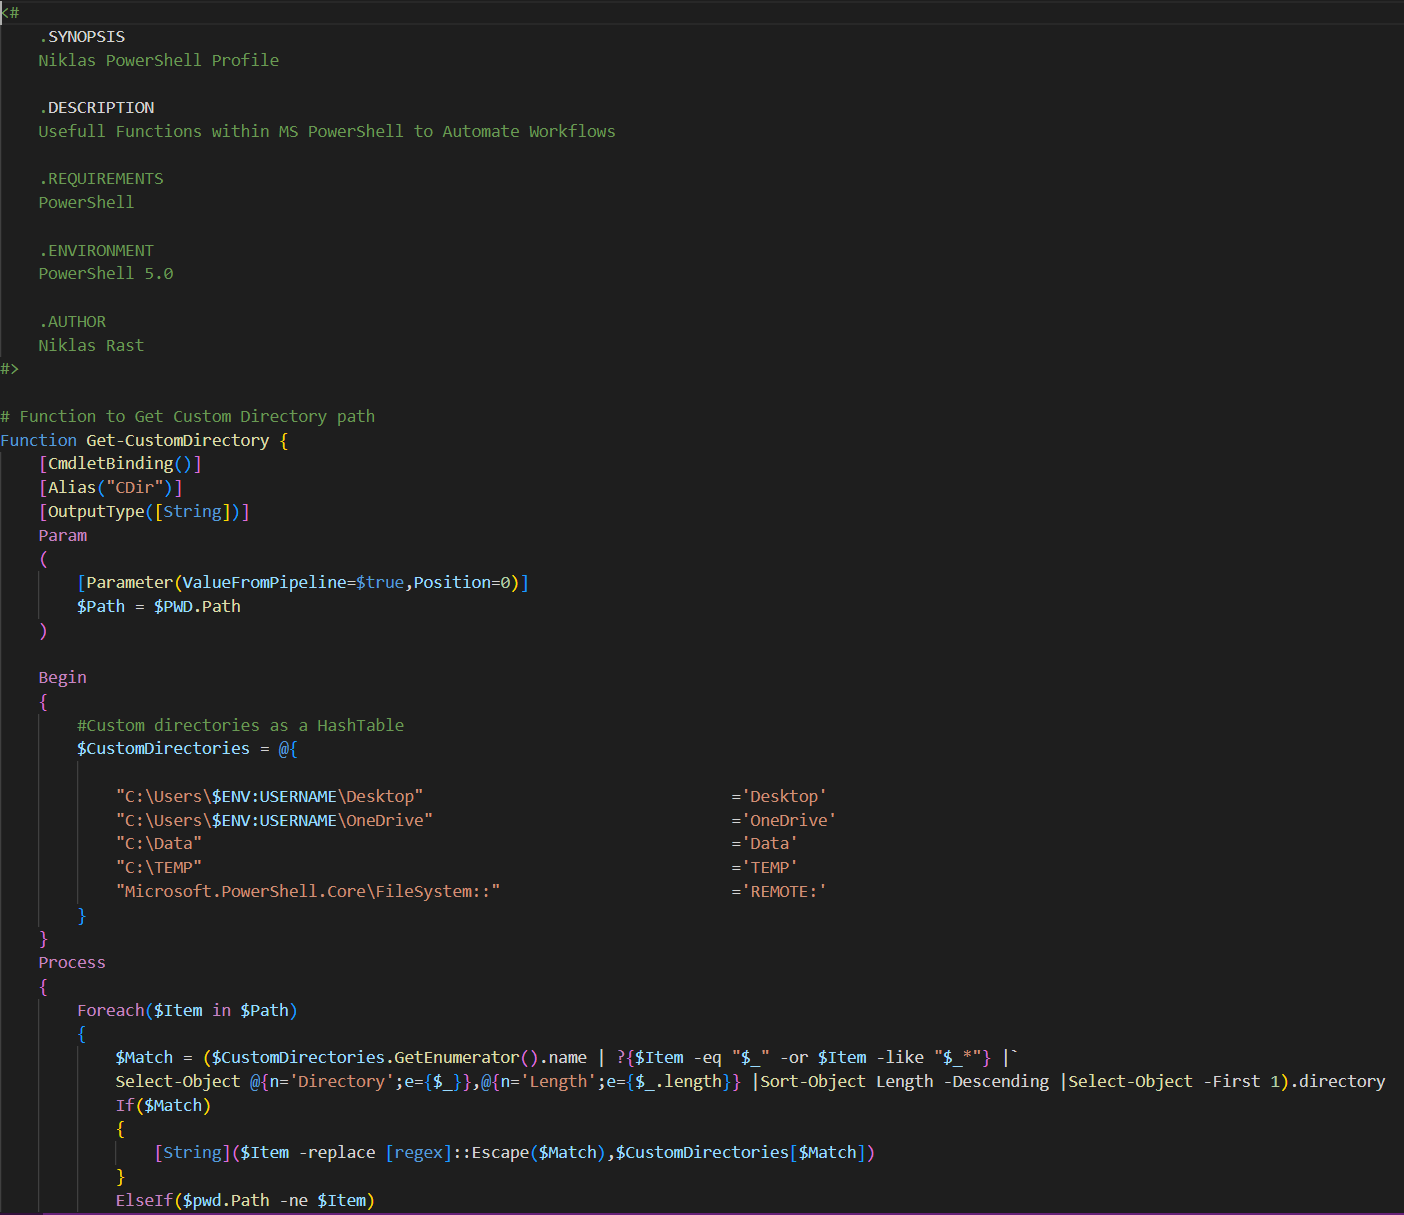 <#
    .SYNOPSIS
    Niklas PowerShell Profile

    .DESCRIPTION
    Usefull Functions within MS PowerShell to Automate Workflows

    .REQUIREMENTS
    PowerShell

    .ENVIRONMENT
    PowerShell 5.0

    .AUTHOR
    Niklas Rast
#>

# Function to Get Custom Directory path
Function Get-CustomDirectory {
    [CmdletBinding()]
    [Alias("CDir")]
    [OutputType([String])]
    Param
    (
        [Parameter(ValueFromPipeline=$true,Position=0)]
        $Path = $PWD.Path
    )

    Begin
    {
        #Custom directories as a HashTable
        $CustomDirectories = @{

            "C:\Users\$ENV:USERNAME\Desktop"                                ='Desktop'
            "C:\Users\$ENV:USERNAME\OneDrive"                               ='OneDrive'
            "C:\Data"                                                       ='Data'
            "C:\TEMP"                                                       ='TEMP'
            "Microsoft.PowerShell.Core\FileSystem::"                        ='REMOTE:'
        }
    }
    Process
    {
        Foreach($Item in $Path)
        {
            $Match = ($CustomDirectories.GetEnumerator().name | ?{$Item -eq "$_" -or $Item -like "$_*"} |`
            Select-Object @{n='Directory';e={$_}},@{n='Length';e={$_.length}} |Sort-Object Length -Descending |Select-Object -First 1).directory
            If($Match)
            {
                [String]($Item -replace [regex]::Escape($Match),$CustomDirectories[$Match])
            }
            ElseIf($pwd.Path -ne $Item)